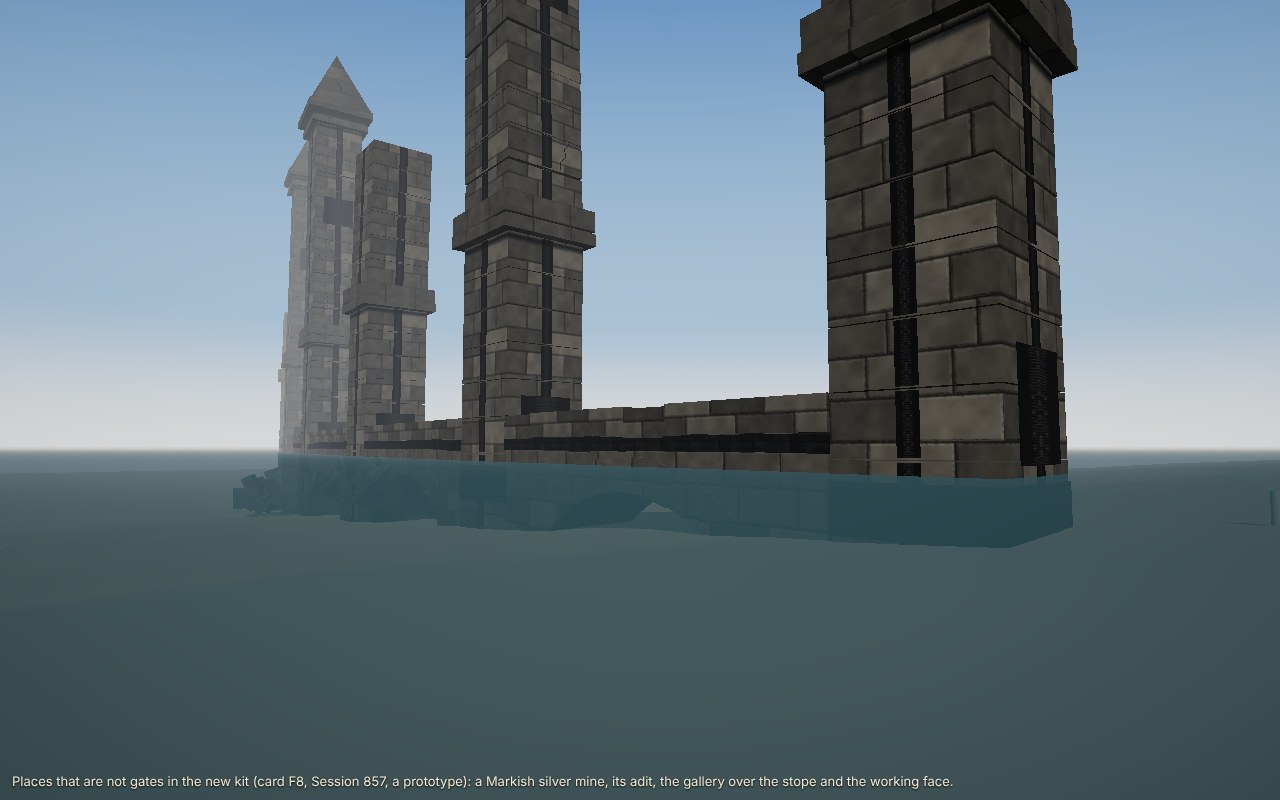 Places that are not gates in the new kit (card F8, Session 857, a prototype): a Markish silver mine, its adit, the gallery over the stope and the working face.